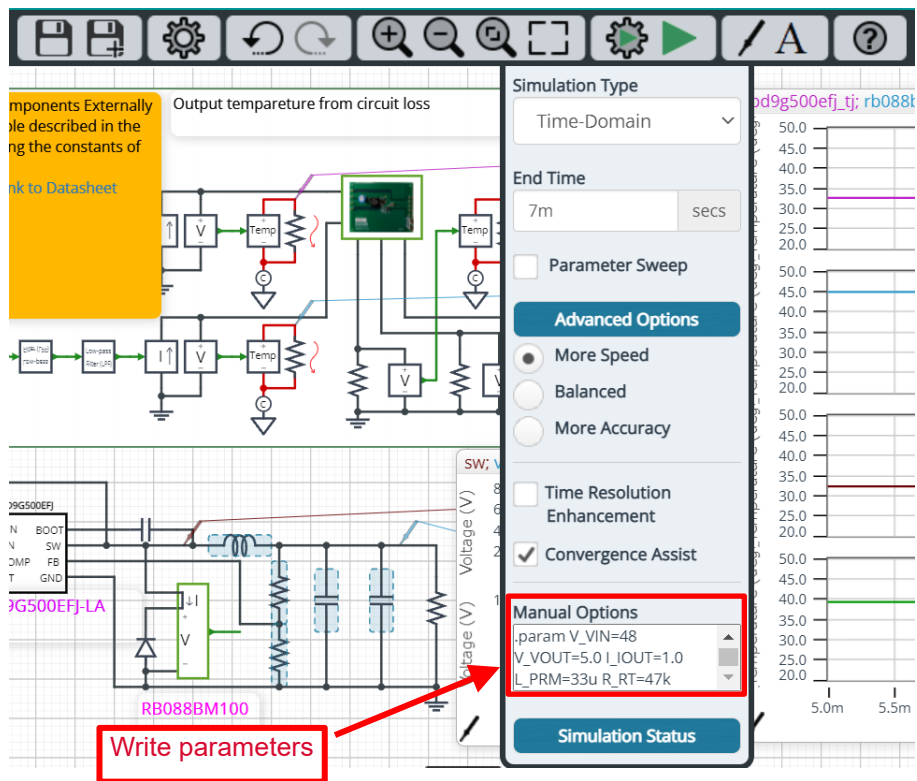 A
?
mponents Externally
ple described in the
ng the constants of
nk to Datasheet
Output tempareture from circuit loss
V
Temp
Temp
C
C
Low-pass
Filter (LPF)
I
V
Temp
C
V
D9G500EFJ
BOOT
SW
OMP FB
GND
9G500EFJ-LA
I
V
RB088BM100
Write parameters
sw; v
Voltage (V)
Voltage (V)
Simulation Type
Time-Domain
End Time
7m secs
Parameter Sweep
Advanced Options
More Speed
Balanced
More Accuracy
Time Resolution
Enhancement
Convergence Assist
Manual Options
.param V_VIN=48
V_VOUT=5.0 I_IOUT=1.0
L_PRM=33u R_RT=47k
Simulation Status
bd9g500efj_tj; rb088b
50.0
45.0
40.0
35.0
30.0
25.0
20.0
50.0
45.0
40.0
35.0
30.0
25.0
20.0
50.0
45.0
40.0
35.0
30.0
25.0
20.0
50.0
45.0
40.0
35.0
30.0
25.0
20.0
5.0m 5.5m